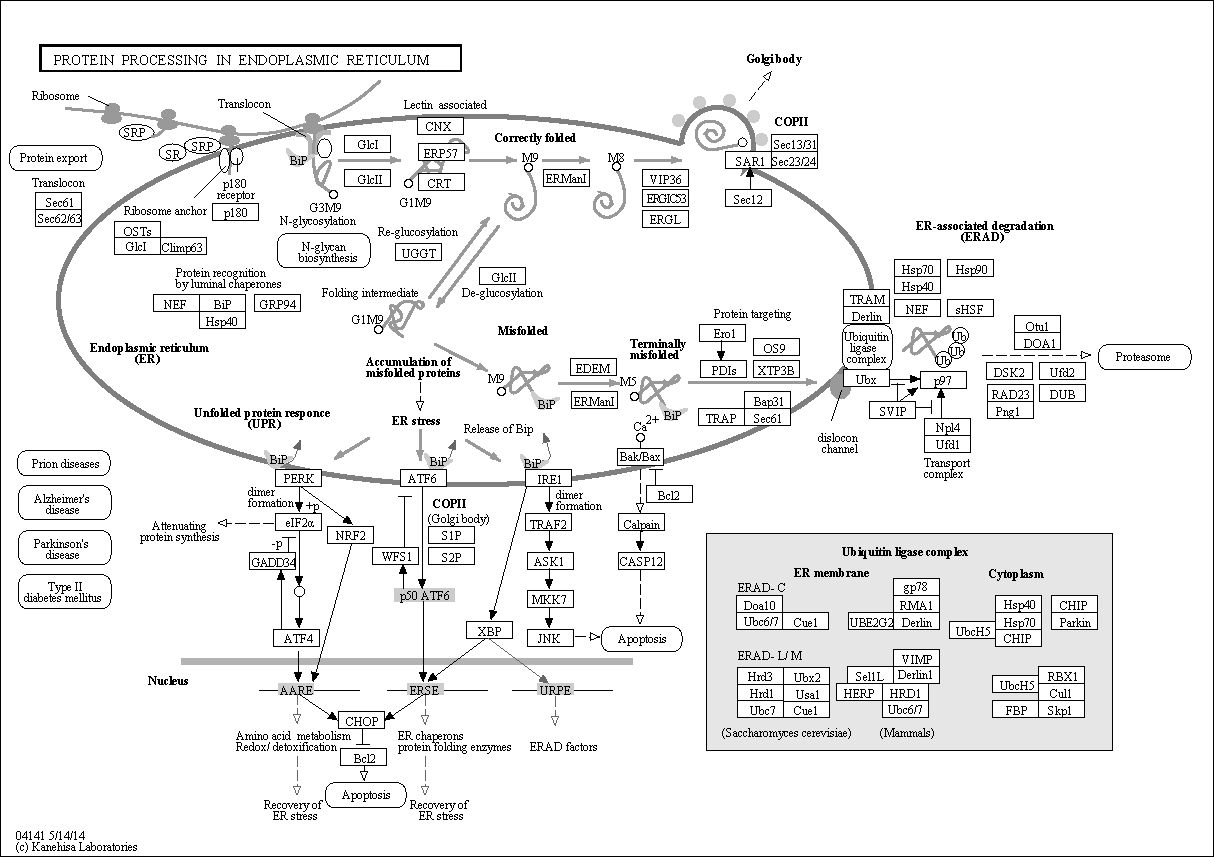 PROTEIN PROCESSING IN ENDOPLASMIC RETICULUM
Golgi body
Ribosome
Translocon
Lectin associated
SRP
SRP
SR
CNX
GlcI
ERP57
GlcII
CRT
BiP
G3M9
N-glycosylation
G1M9
Correctly folded
M9
ERManI
M8
VIP36
ERGIC53
ERGL
COPII
Sec13/31
SAR1
Sec23/24
Sec12
Protein export
Translocon
Sec61
Sec62/63
p180
receptor
p180
Ribosome anchor
OSTs
GlcI
Climp63
N-glycan
biosynthesis
Re-glucosylation
UGGT
GlcII
De-glucosylation
Protein recognition
by luminal chaperones
NEF
BiP
GRP94
Hsp40
Folding intermediate
G1M9
Endoplasmic reticulum
(ER)
Misfolded
Accumulation of
misfolded proteins
M9
BiP
EDEM
ERManI
Terminally
misfolded
M5
BiP
Protein targeting
Ero1
OS9
PDIs
XTP3B
Bap31
TRAP
Sec61
ER-associated degradation
(ERAD)
Hsp70
Hsp90
Hsp40
TRAM
NEF
sHSF
Derlin
Ubiquitin
ligase
complex
Ub
Ub
Ub
Ubx
p97
SVIP
Npl4
Ufd1
Transport
complex
dislocon
channel
Otu1
DOA1
DSK2
Ufd2
RAD23
DUB
Png1
Proteasome
Unfolded protein responce
(UPR)
ER stress
Release of Bip
Ca2+
Bak/Bax
Bcl2
Calpain
CASP12
Apoptosis
BiP
PERK
BiP
ATF6
BiP
IRE1
dimer
formation
+p
eIF2α
Attenuating
protein synthesis
-p
GADD34
NRF2
ATF4
COPII
(Golgi body)
S1P
S2P
WFS1
p50 ATF6
dimer
formation
TRAF2
ASK1
MKK7
JNK
XBP
Prion diseases
Alzheimer's
disease
Parkinson's
disease
Type II
diabetes mellitus
Nucleus
AARE
ERSE
URPE
CHOP
Bcl2
Apoptosis
Amino acid metabolism
Redox/ detoxification
ER chaperons
protein folding enzymes
ERAD factors
Recovery of
ER stress
Recovery of
ER stress
Ubiquitin ligase complex
ER membrane
Cytoplasm
ERAD- C
Doa10
Ubc6/7
Cue1
gp78
RMA1
UBE2G2
Derlin
Hsp40
Hsp70
UbcH5
CHIP
CHIP
Parkin
ERAD- L/ M
Hrd3
Ubx2
Hrd1
Usa1
Ubc7
Cue1
VIMP
Sel1L
Derlin1
HERP
HRD1
Ubc6/7
RBX1
UbcH5
Cul1
FBP
Skp1
(Saccharomyces cerevisiae)
(Mammals)
04141 5/14/14
(c) Kanehisa Laboratories